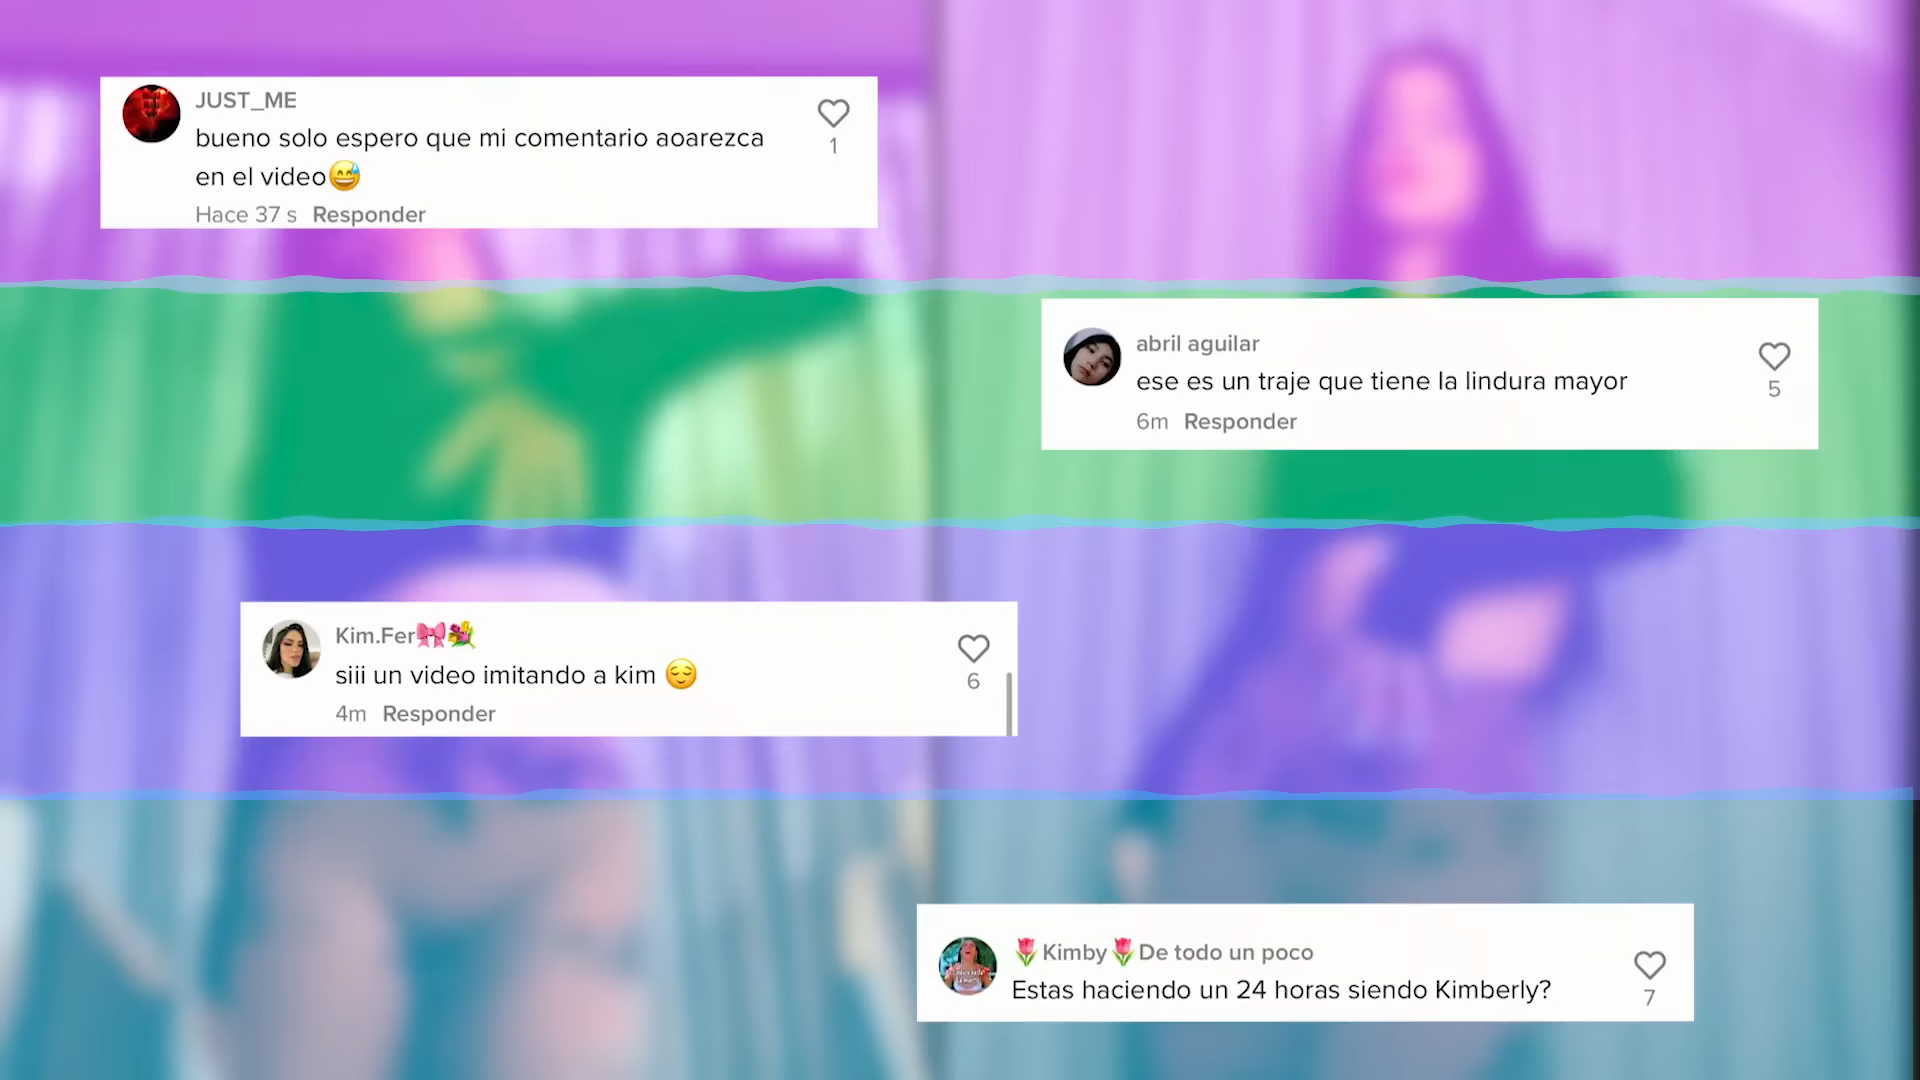 JUST_ME
bueno solo espero que mi comentario aoarezca
en el video😅
1
Hace 37 s Responder
abril aguilar
ese es un traje que tiene la lindura mayor
5
6m Responder
Kim.Fer🎀💐
siii un video imitando a kim 😌
6
4m Responder
🌷Kimby🌷De todo un poco
Estas haciendo un 24 horas siendo Kimberly?
7